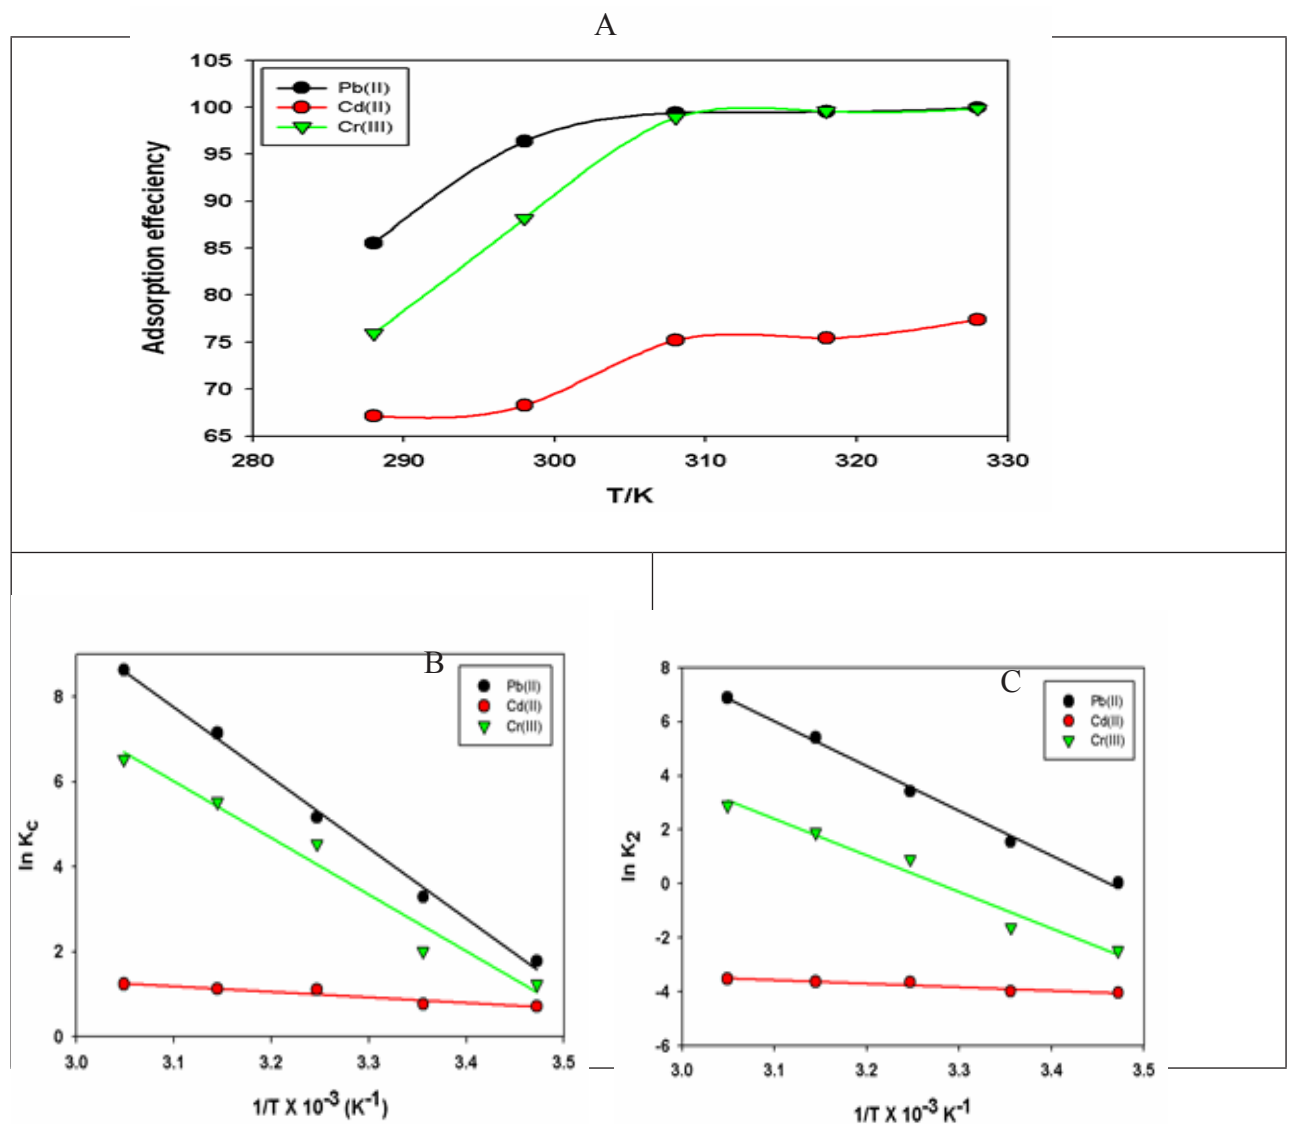 A
105
100
95
90
85
80
75
70
65
Adsorption effeciency
Pb(II)
Cd(II)
Cr(III)
280 290 300 310 320 330
T/K
B
8
6
4
2
0
ln Kc
Pb(II)
Cd(II)
Cr(III)
3.0 3.1 3.2 3.3 3.4 3.5
1/T X 10-3 (K-1)
C
8
6
4
2
0
-2
-4
-6
ln K2
Pb(II)
Cd(II)
Cr(III)
3.0 3.1 3.2 3.3 3.4 3.5
1/T X 10-3 K-1